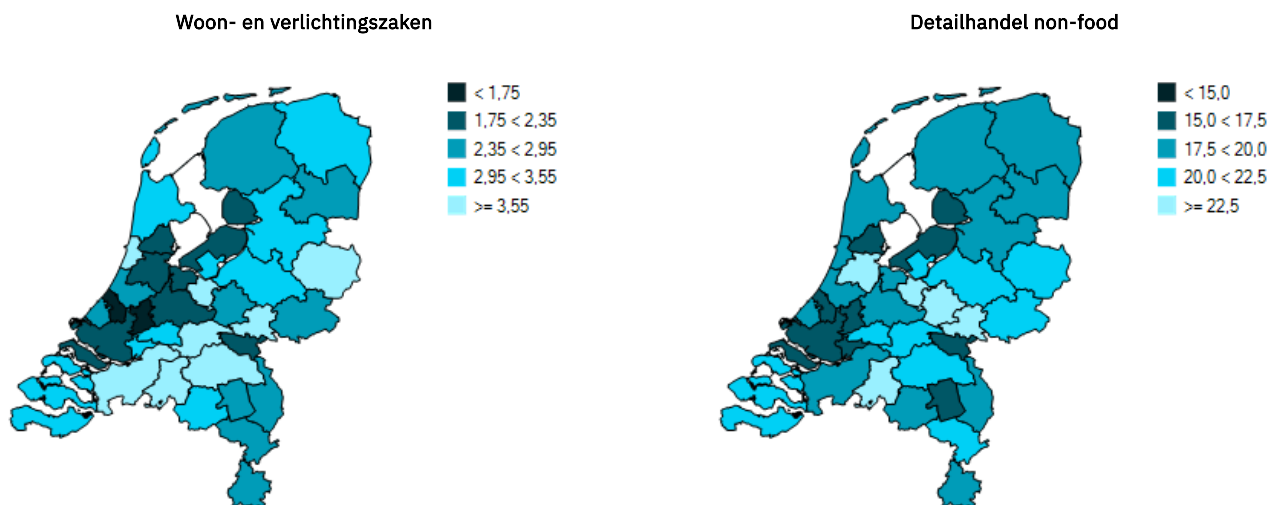 Woon- en verlichtingszaken
< 1,75
1,75 < 2,35
2,35 < 2,95
2,95 < 3,55
>= 3,55
Detailhandel non-food
< 15,0
15,0 < 17,5
17,5 < 20,0
20,0 < 22,5
>= 22,5